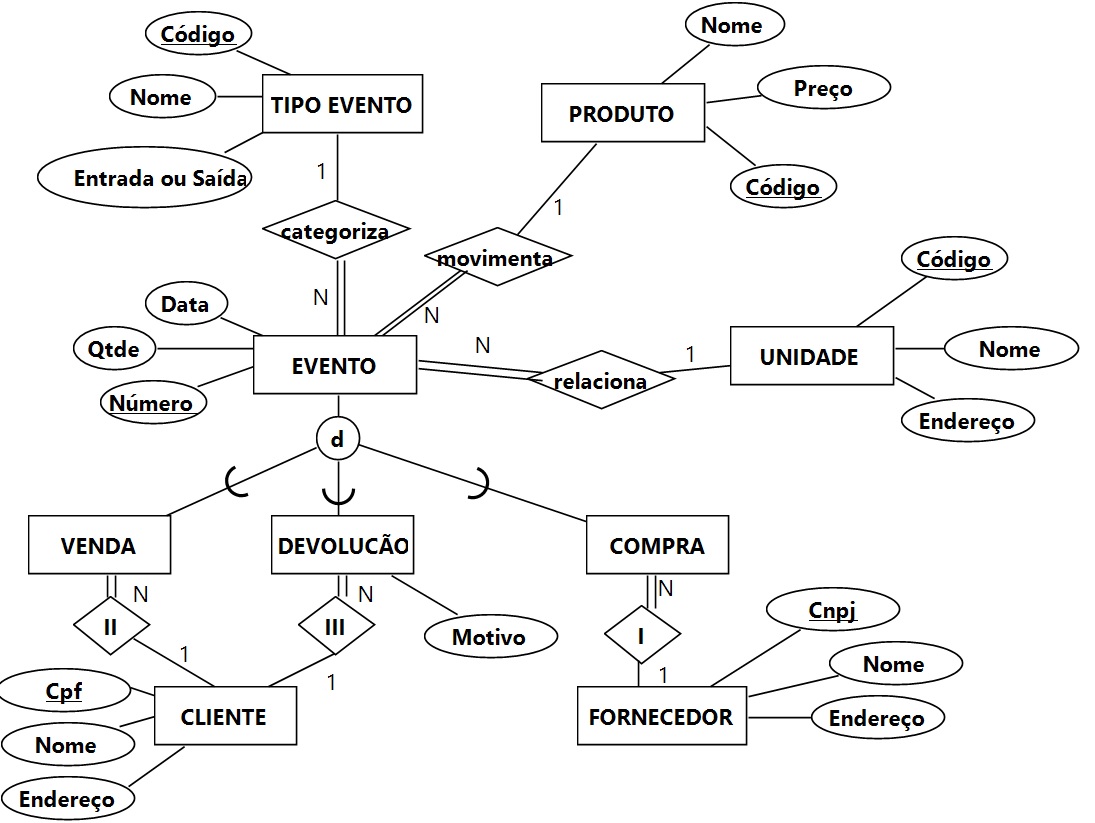 Código
Nome
TIPO EVENTO
Entrada ou Saída
Nome
Preço
PRODUTO
Código
1
1
categoriza
movimenta
N
N
Código
Data
Qtde
EVENTO
Número
N
relaciona
1
UNIDADE
Nome
Endereço
d
VENDA
DEVOLUCÃO
COMPRA
N
N
N
II
III
I
Motivo
Cnpj
1
1
1
Cpf
CLIENTE
Nome
Endereço
FORNECEDOR
Nome
Endereço